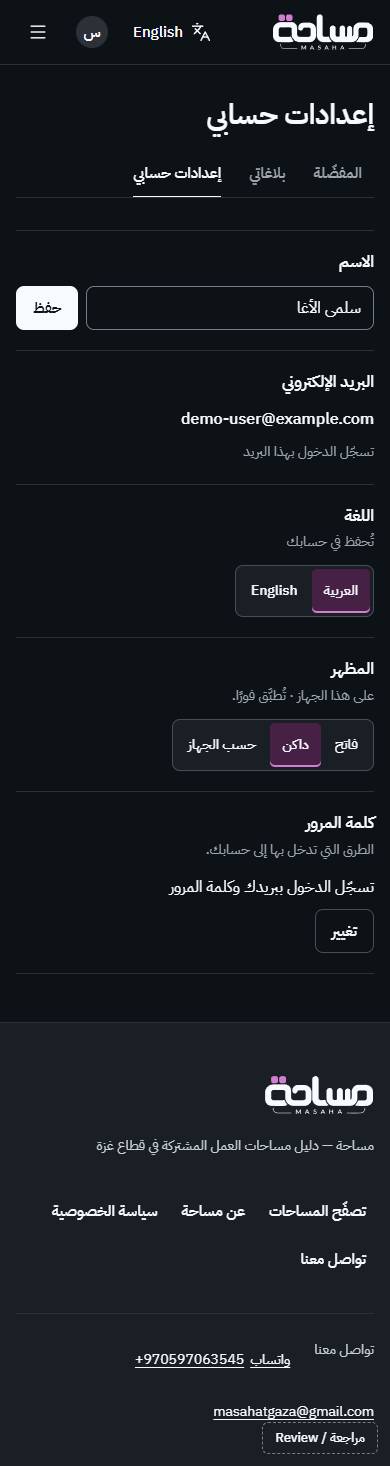 مساحة
MASAHA
English
س
إعدادات حسابي
المفضّلة
بلاغاتي
إعدادات حسابي
الاسم
سلمى الأغا
حفظ
البريد الإلكتروني
demo-user@example.com
تسجّل الدخول بهذا البريد
اللغة
تُحفظ في حسابك
العربية
English
المظهر
على هذا الجهاز · تُطبَّق فورًا.
فاتح
داكن
حسب الجهاز
كلمة المرور
الطرق التي تدخل بها إلى حسابك.
تسجّل الدخول ببريدك وكلمة المرور
تغيير
مساحة
MASAHA
مساحة — دليل مساحات العمل المشتركة في قطاع غزة
تصفّح المساحات
عن مساحة
سياسة الخصوصية
تواصل معنا
تواصل معنا
واتساب +970597063545
masahatgaza@gmail.com
مراجعة / Review